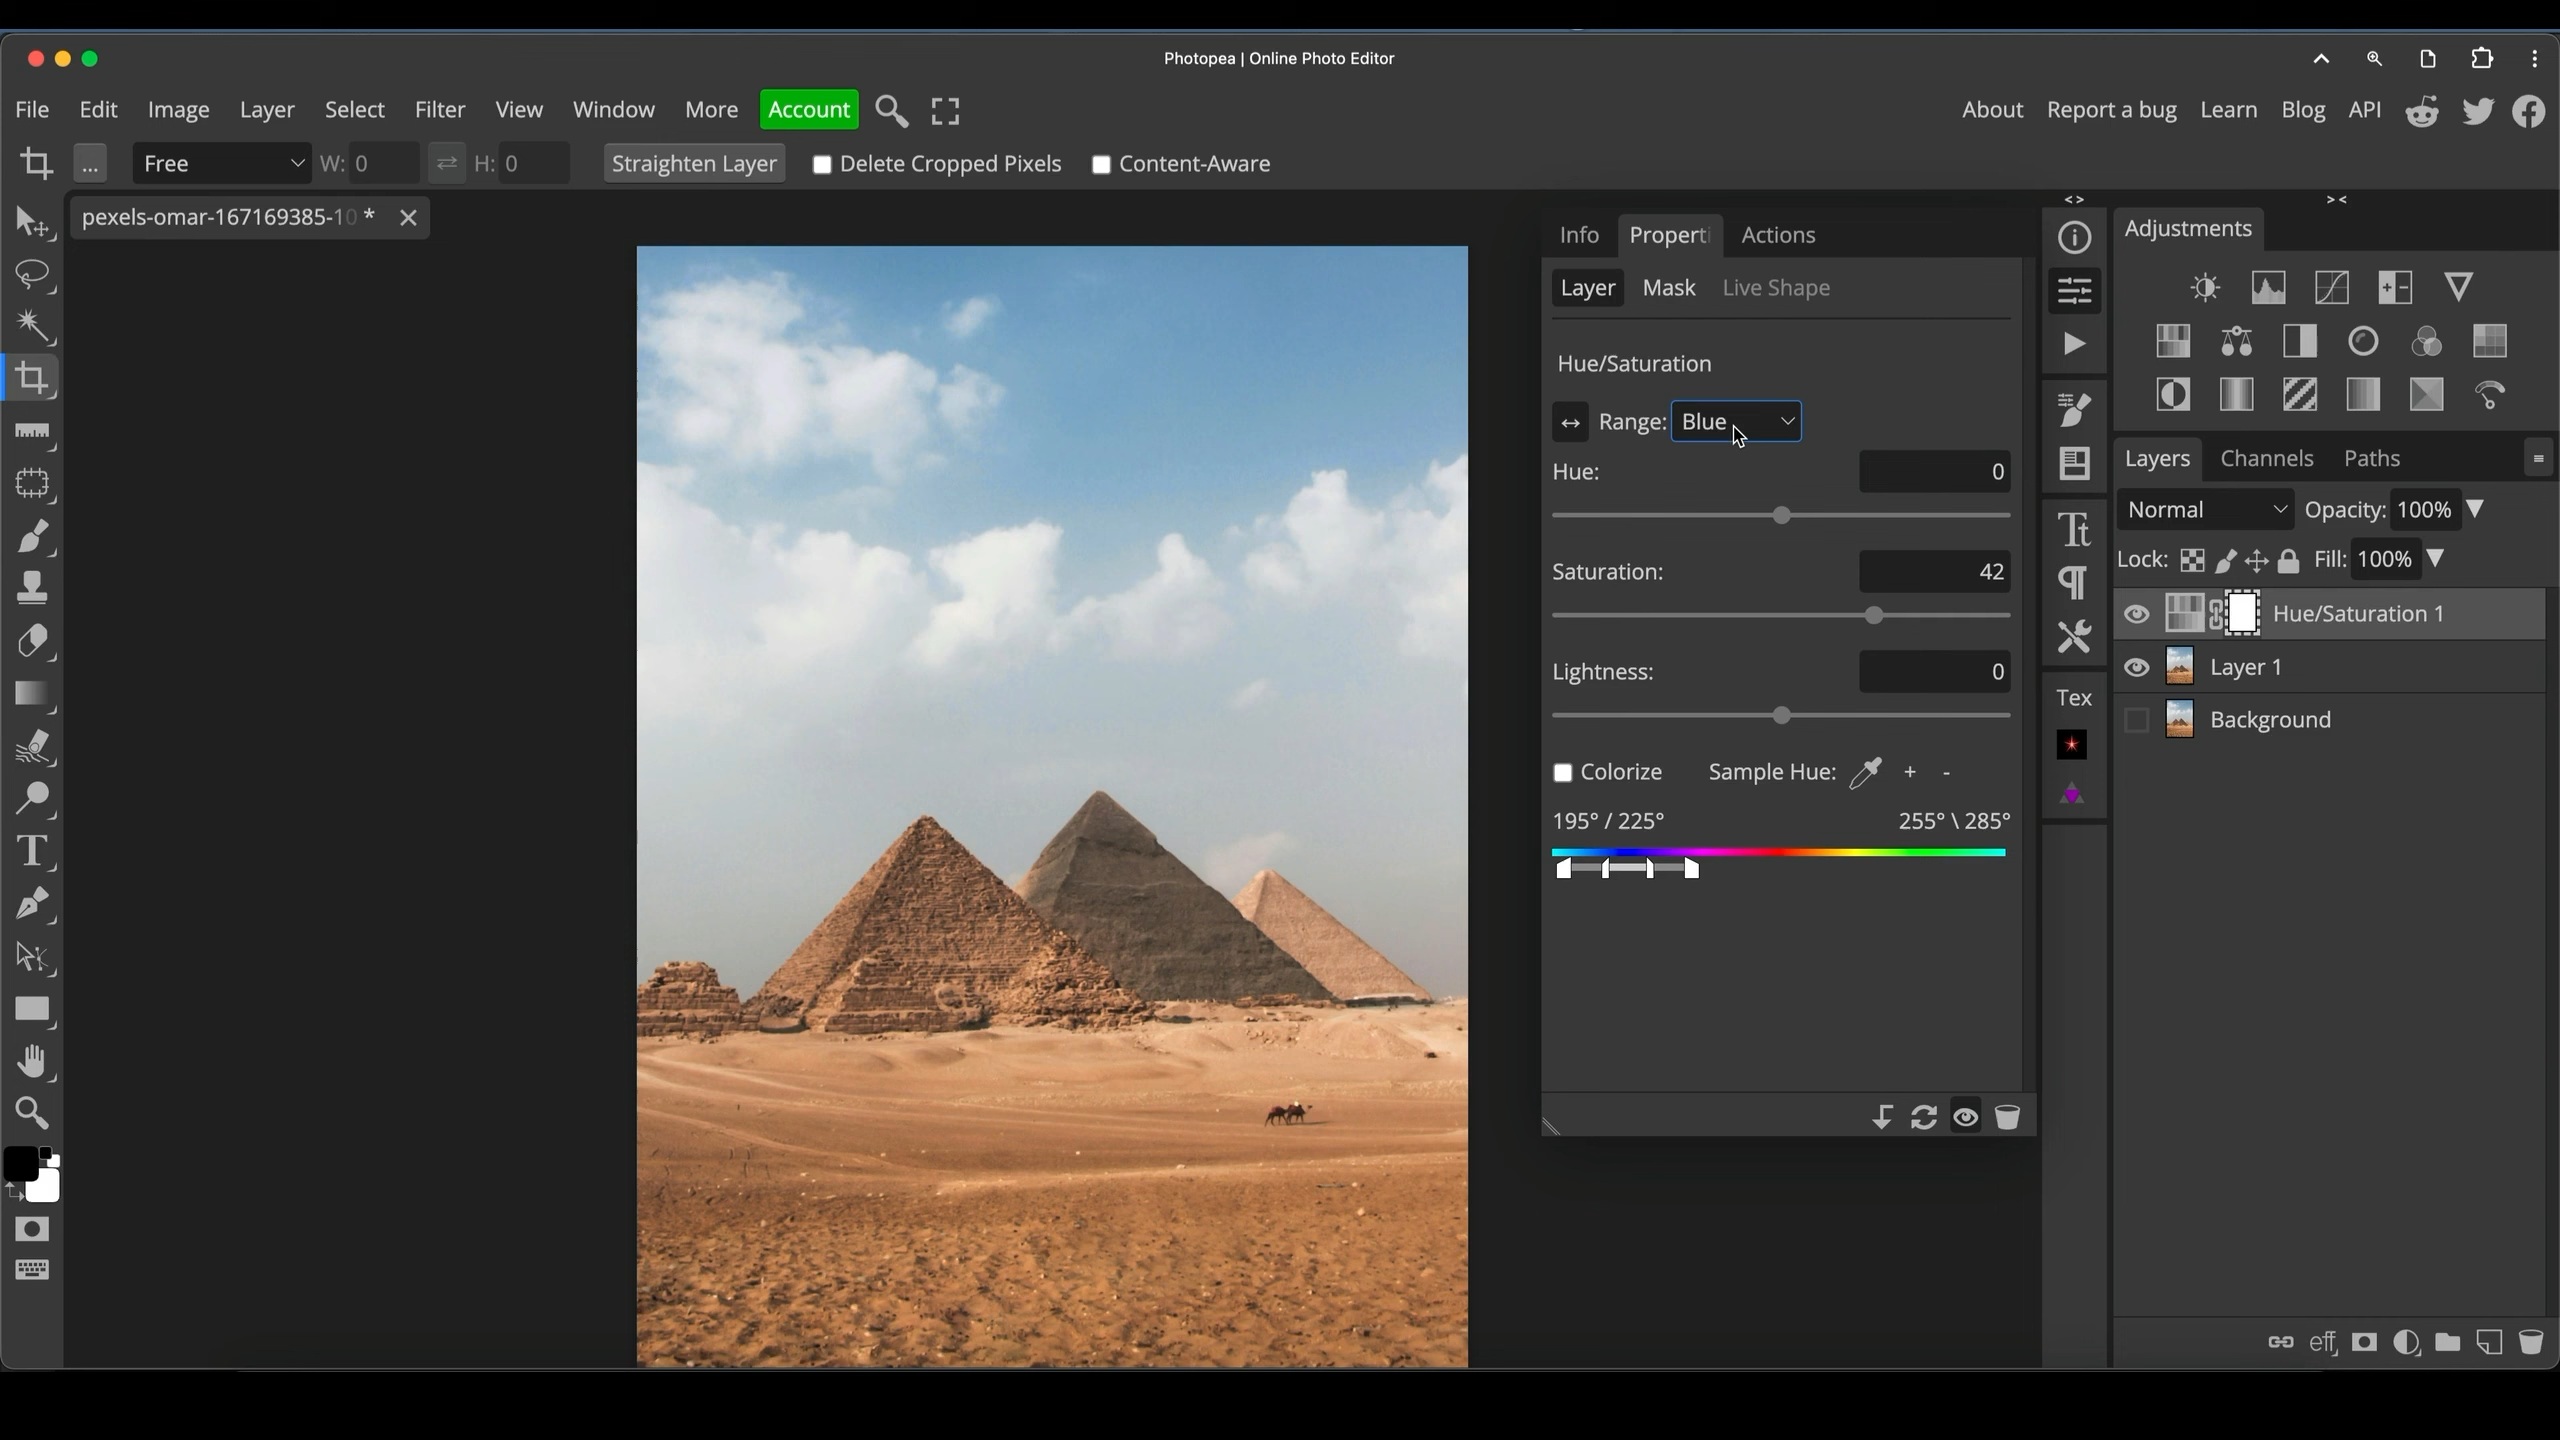 Photopea | Online Photo Editor
File Edit Image Layer Select Filter View Window More Account
About Report a bug Learn Blog API
... Free W: 0 H: 0 Straighten Layer Delete Cropped Pixels Content-Aware
pexels-omar-167169385-10 *
Info Properti Actions
Layer Mask Live Shape
Hue/Saturation
Range: Blue
Hue: 0
Saturation: 42
Lightness: 0
Colorize Sample Hue: + -
195° / 225° 255° \ 285°
Tex
Adjustments
Layers Channels Paths
Normal Opacity: 100%
Lock: Fill: 100%
Hue/Saturation 1
Layer 1
Background
eff